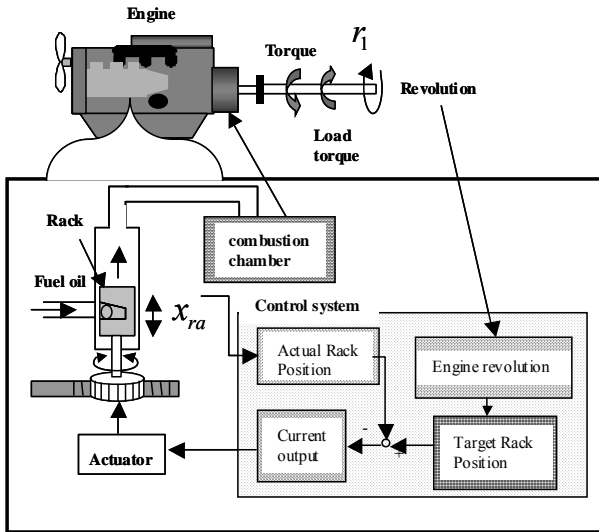 Engine
Torque
r1
Revolution
Load
torque
Rack
combustion
chamber
Fuel oil
xra
Control system
Actual Rack
Position
Engine revolution
-
+
Current
output
Target Rack
Position
Actuator